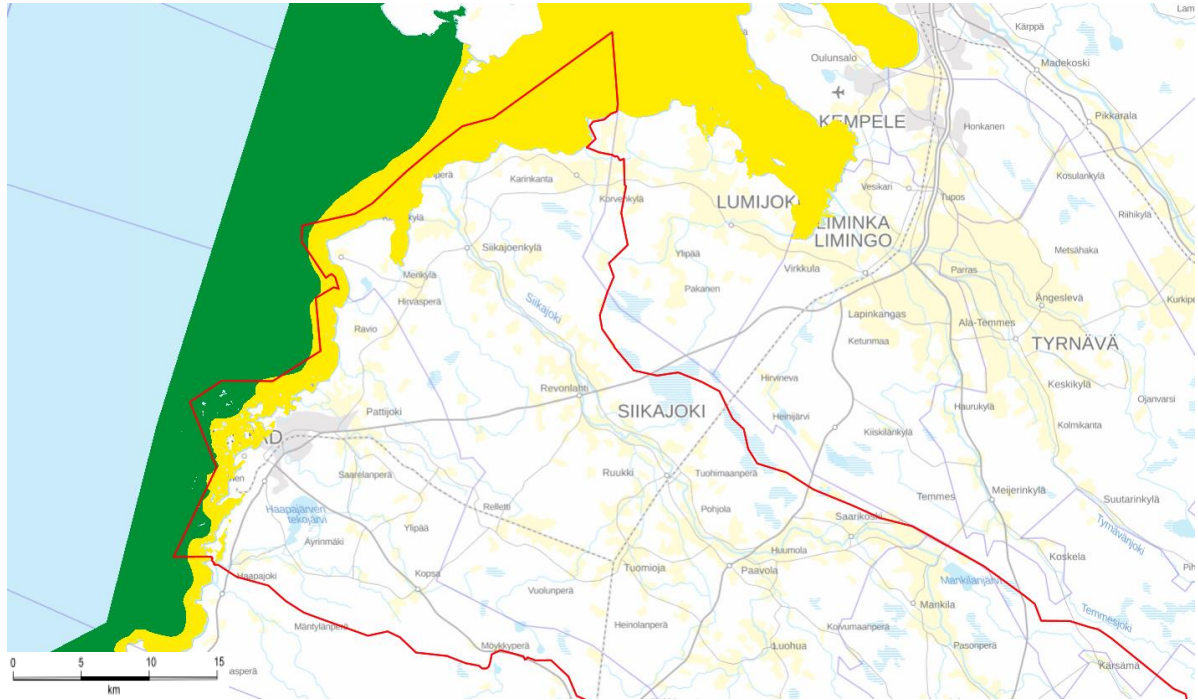 Kärppä
Oulunsalo
Madekoski
KEMPELE
Honkanen
Pikkarala
Karinkanta
Korvenkylä
Vesikari
Kosulankylä
Tupos
LUMIJOKI
LIMINKA
LIMINGO
Riihikylä
Siikajoenkylä
Ylipää
Metsähaka
Merikylä
Virkkula
Parras
Pakanen
Hirvasperä
Siikajoki
Ängeslevä
Lapinkangas
Ala-Temmes
Ravio
Ketunmaa
TYRNÄVÄ
Hirvineva
Keskikylä
Revonlahti
Ojanvarsi
Pattijoki
SIIKAJOKI
Heinijärvi
Haurukylä
Kolmikanta
Kiiskilänkylä
Saarelanperä
Ruukki
Tuohimaanperä
Temmes
Meijerinkylä
Suutarinkylä
Relletti
Haapajärven
tekojärvi
Pohjola
Saarikoski
Tyrnävänjoki
Ylipää
Äyrinmäki
Huumola
Koskela
Haapajoki
Kopsa
Tuomioja
Paavola
Mankilanjärvi
Vuolunperä
Mankila
Temmesjoki
Mäntylänperä
Heinolanperä
Koivumaanperä
Möykkyperä
Luohua
Pasonperä
Kärsämä
0 5 10 15
km